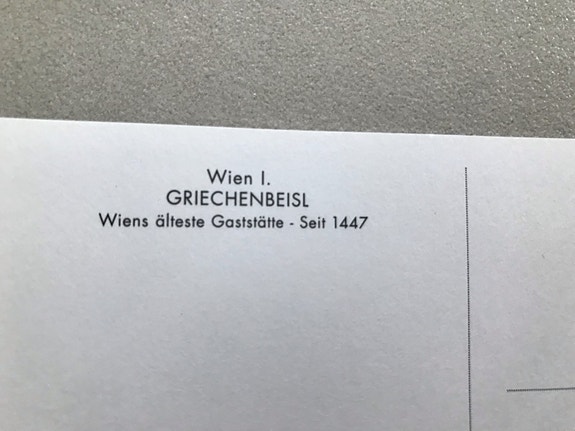 Wien I.
GRIECHENBEISL
Wiens älteste Gaststätte - Seit 1447